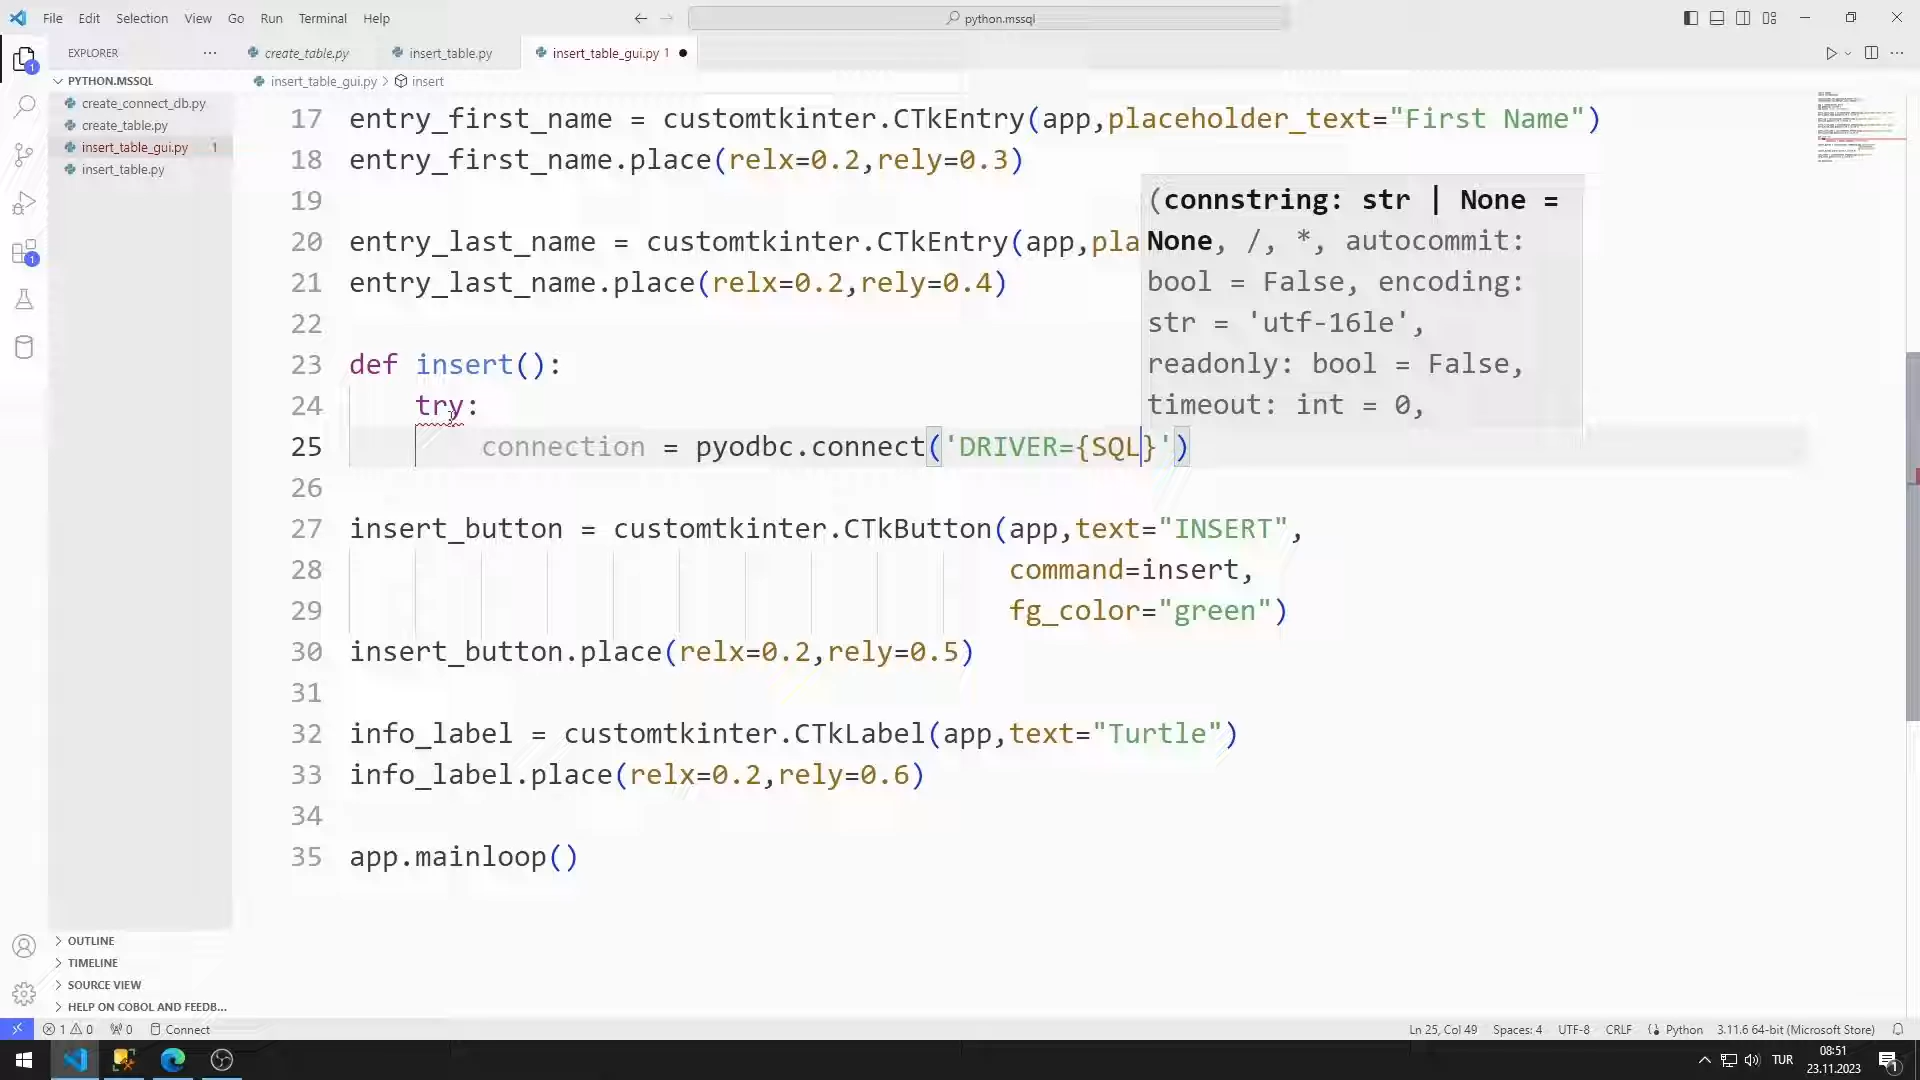 File Edit Selection View Go Run Terminal Help
python.mssql
EXPLORER
create_table.py
insert_table.py
insert_table_gui.py 1
PYTHON.MSSQL
insert_table_gui.py > insert
create_connect_db.py
create_table.py
insert_table_gui.py 1
insert_table.py
17 entry_first_name = customtkinter.CTkEntry(app,placeholder_text="First Name")
18 entry_first_name.place(relx=0.2,rely=0.3)
19
20 entry_last_name = customtkinter.CTkEntry(app,pla
21 entry_last_name.place(relx=0.2,rely=0.4)
22
23 def insert():
24 try:
25 connection = pyodbc.connect('DRIVER={SQL}')
26
27 insert_button = customtkinter.CTkButton(app,text="INSERT",
28 command=insert,
29 fg_color="green")
30 insert_button.place(relx=0.2,rely=0.5)
31
32 info_label = customtkinter.CTkLabel(app,text="Turtle")
33 info_label.place(relx=0.2,rely=0.6)
34
35 app.mainloop()
(connstring: str | None =
None, /, *, autocommit:
bool = False, encoding:
str = 'utf-16le',
readonly: bool = False,
timeout: int = 0,
1
1
OUTLINE
TIMELINE
SOURCE VIEW
HELP ON COBOL AND FEEDB...
1 0 0 Connect
Ln 25, Col 49 Spaces: 4 UTF-8 CRLF Python 3.11.6 64-bit (Microsoft Store)
TUR
08:51
23.11.2023
1